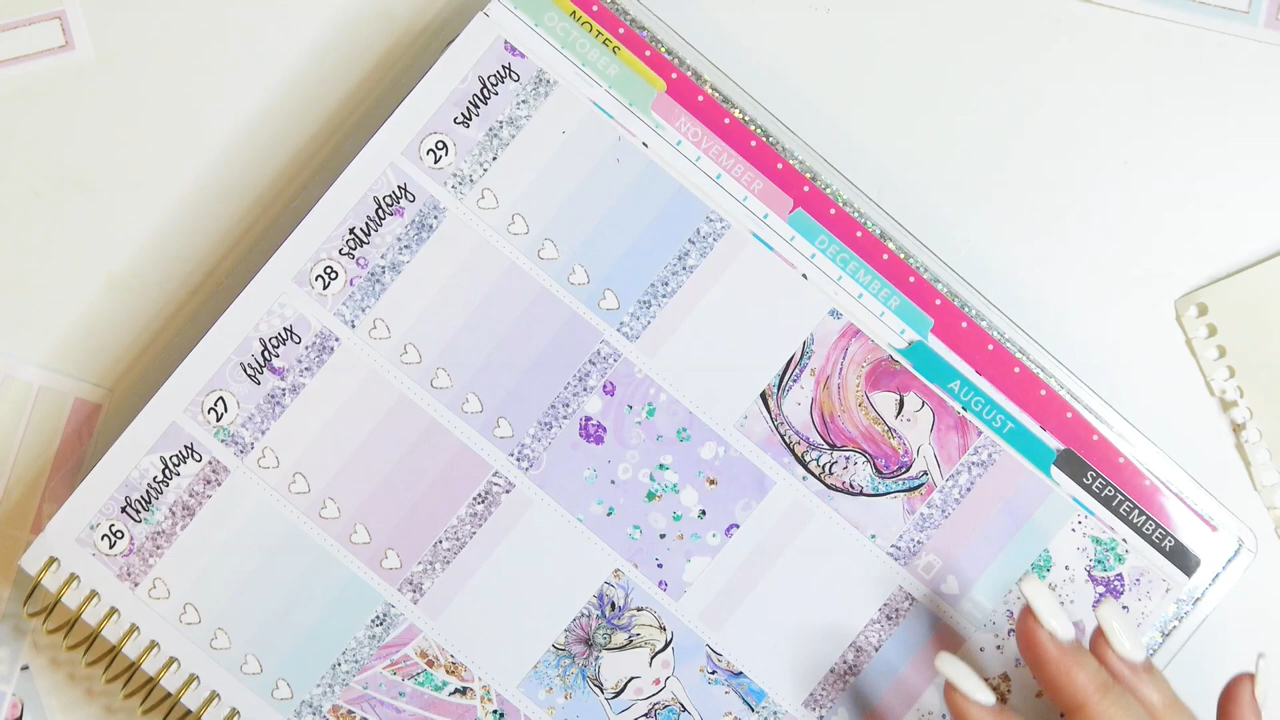 NOTES
OCTOBER
NOVEMBER
DECEMBER
AUGUST
SEPTEMBER
sunday
29
saturday
28
friday
27
thursday
26